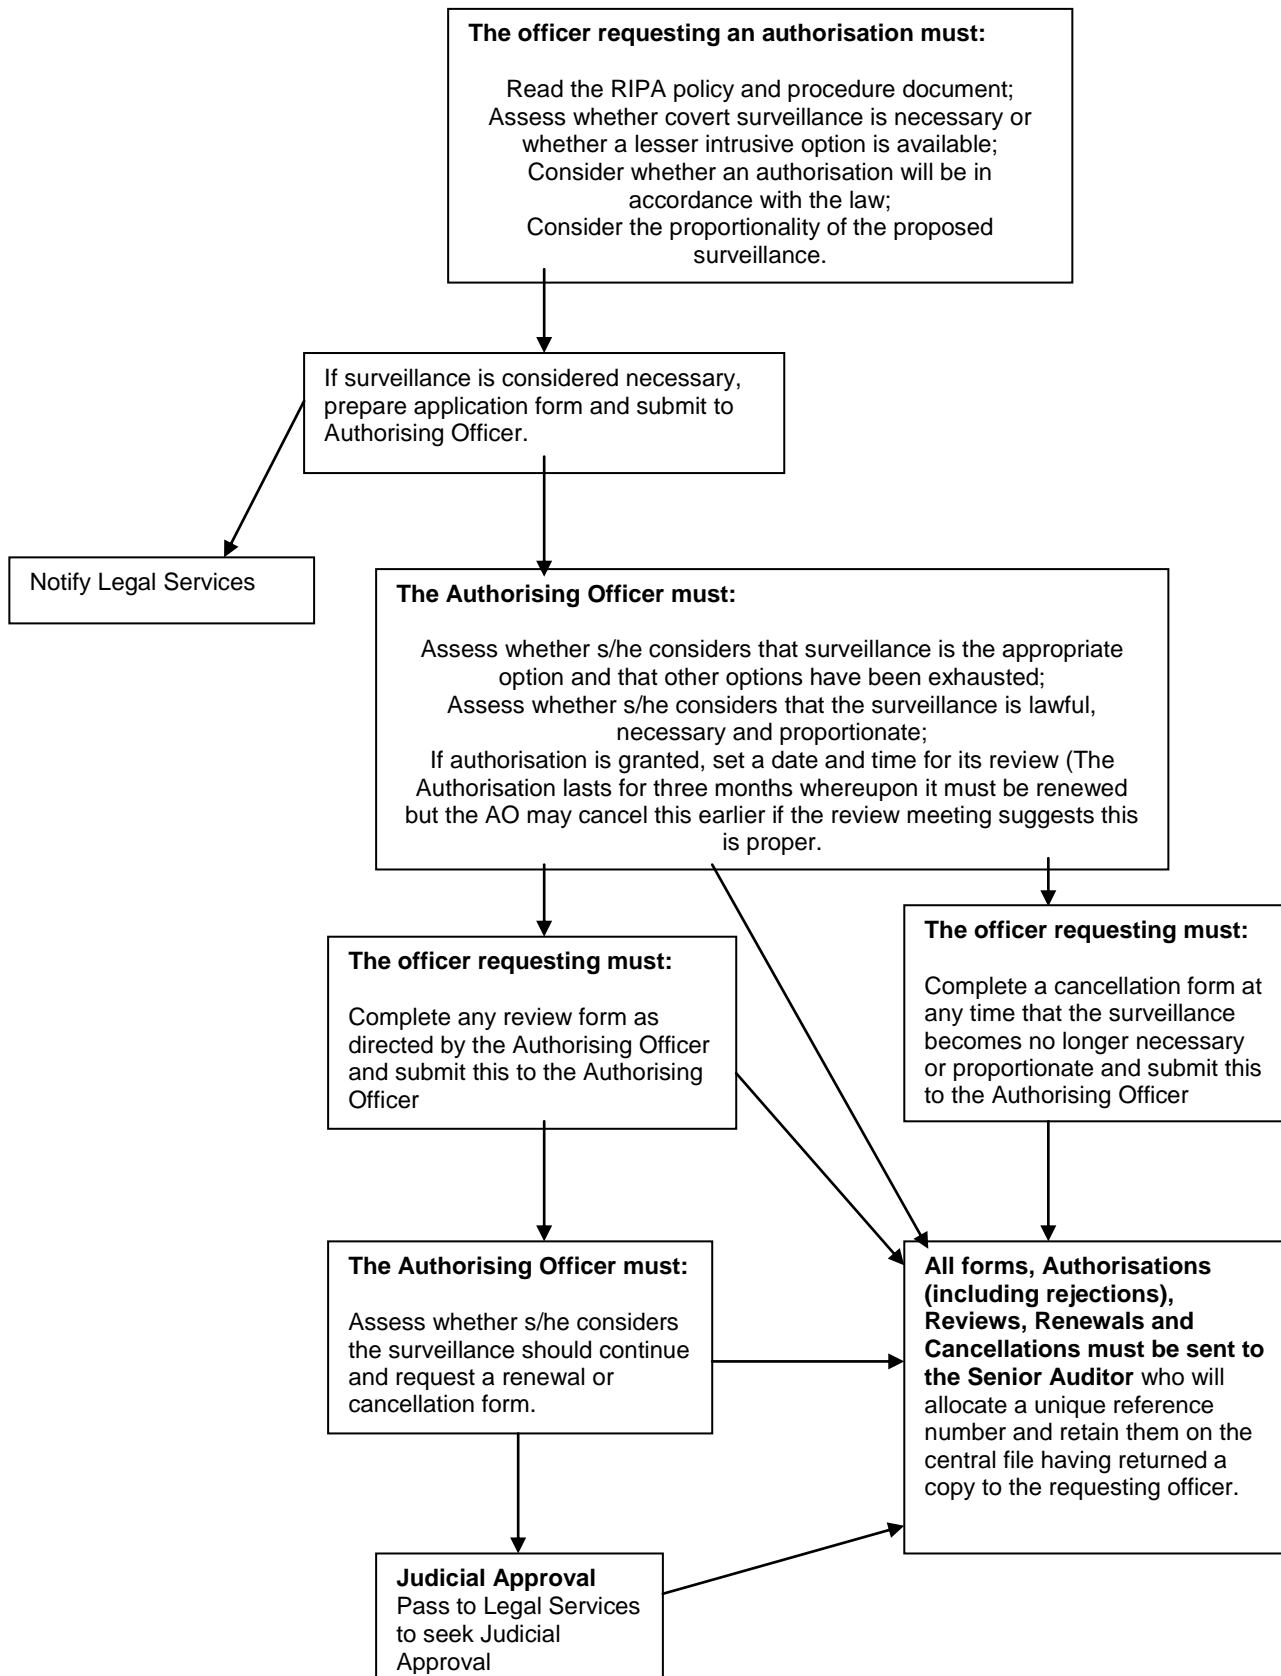 The officer requesting an authorisation must:
Read the RIPA policy and procedure document;
Assess whether covert surveillance is necessary or
whether a lesser intrusive option is available;
Consider whether an authorisation will be in
accordance with the law;
Consider the proportionality of the proposed
surveillance.
If surveillance is considered necessary,
prepare application form and submit to
Authorising Officer.
Notify Legal Services
The Authorising Officer must:
Assess whether s/he considers that surveillance is the appropriate
option and that other options have been exhausted;
Assess whether s/he considers that the surveillance is lawful,
necessary and proportionate;
If authorisation is granted, set a date and time for its review (The
Authorisation lasts for three months whereupon it must be renewed
but the AO may cancel this earlier if the review meeting suggests this
is proper.
The officer requesting must:
Complete any review form as
directed by the Authorising Officer
and submit this to the Authorising
Officer
The officer requesting must:
Complete a cancellation form at
any time that the surveillance
becomes no longer necessary
or proportionate and submit this
to the Authorising Officer
The Authorising Officer must:
Assess whether s/he considers
the surveillance should continue
and request a renewal or
cancellation form.
All forms, Authorisations
(including rejections),
Reviews, Renewals and
Cancellations must be sent to
the Senior Auditor who will
allocate a unique reference
number and retain them on the
central file having returned a
copy to the requesting officer.
Judicial Approval
Pass to Legal Services
to seek Judicial
Approval